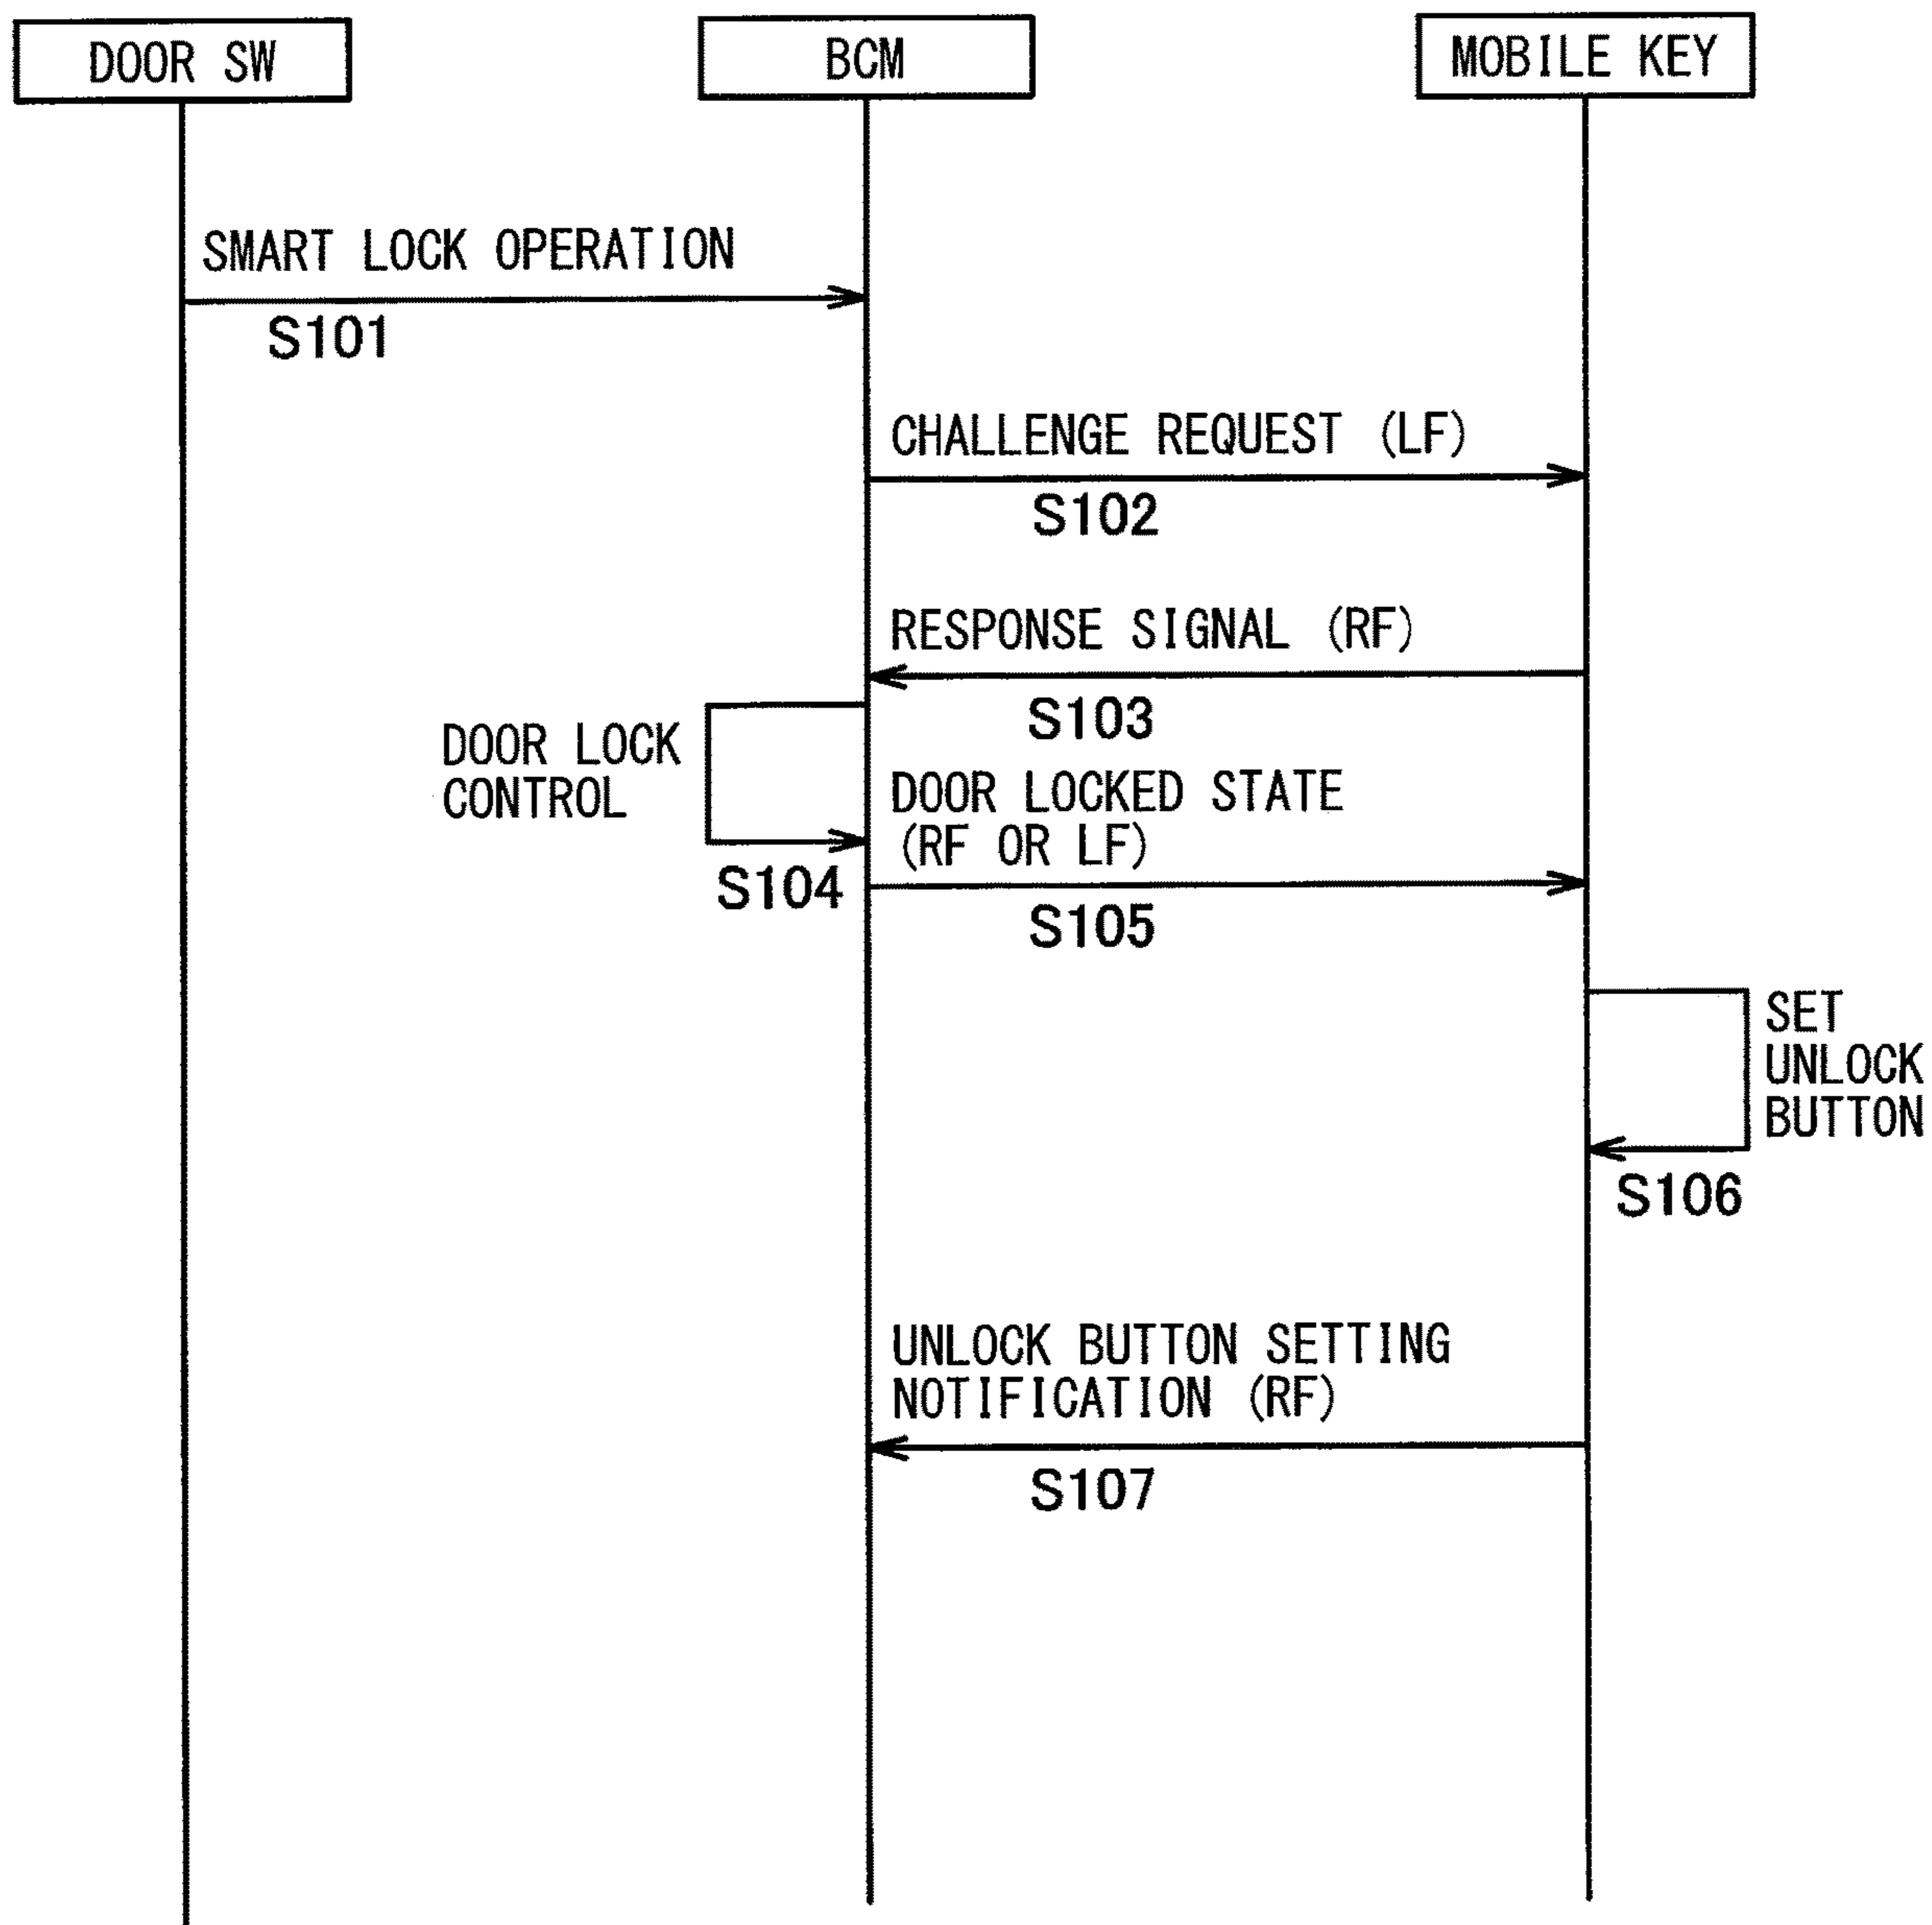 DOOR SW
BCM
MOBILE KEY
SMART LOCK OPERATION
S101
CHALLENGE REQUEST (LF)
S102
RESPONSE SIGNAL (RF)
S103
DOOR LOCK
CONTROL
S104
DOOR LOCKED STATE
(RF OR LF)
S105
SET
UNLOCK
BUTTON
S106
UNLOCK BUTTON SETTING
NOTIFICATION (RF)
S107